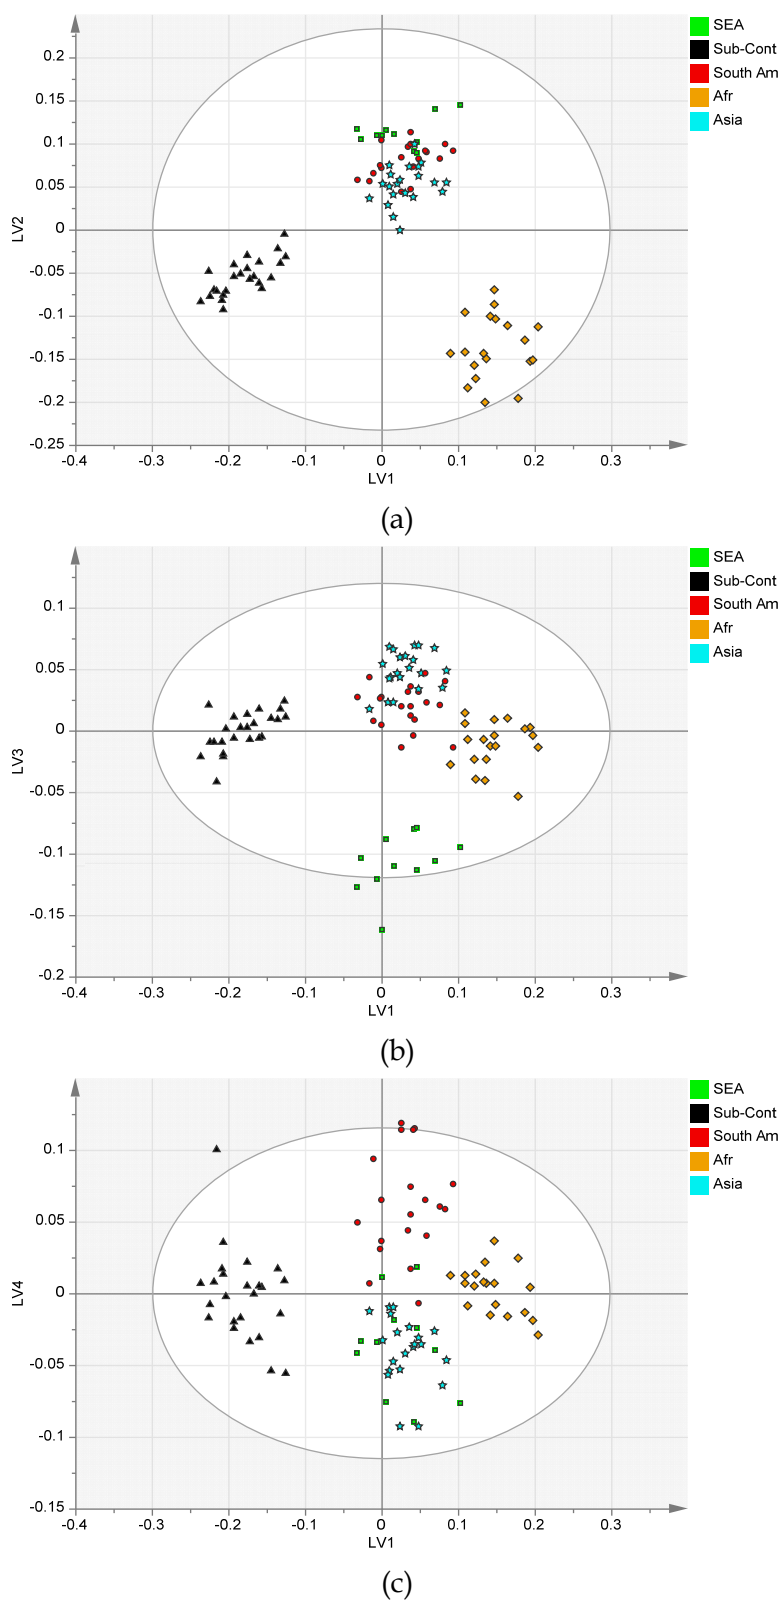 SEA
Sub-Cont
South Am
Afr
Asia
0.2
0.15
0.1
0.05
0
-0.05
-0.1
-0.15
-0.2
-0.25
LV2
-0.4 -0.3 -0.2 -0.1 0 0.1 0.2 0.3
LV1
(a)
SEA
Sub-Cont
South Am
Afr
Asia
0.1
0.05
0
-0.05
-0.1
-0.15
-0.2
LV3
-0.4 -0.3 -0.2 -0.1 0 0.1 0.2 0.3
LV1
(b)
SEA
Sub-Cont
South Am
Afr
Asia
0.1
0.05
0
-0.05
-0.1
-0.15
LV4
-0.4 -0.3 -0.2 -0.1 0 0.1 0.2 0.3
LV1
(c)